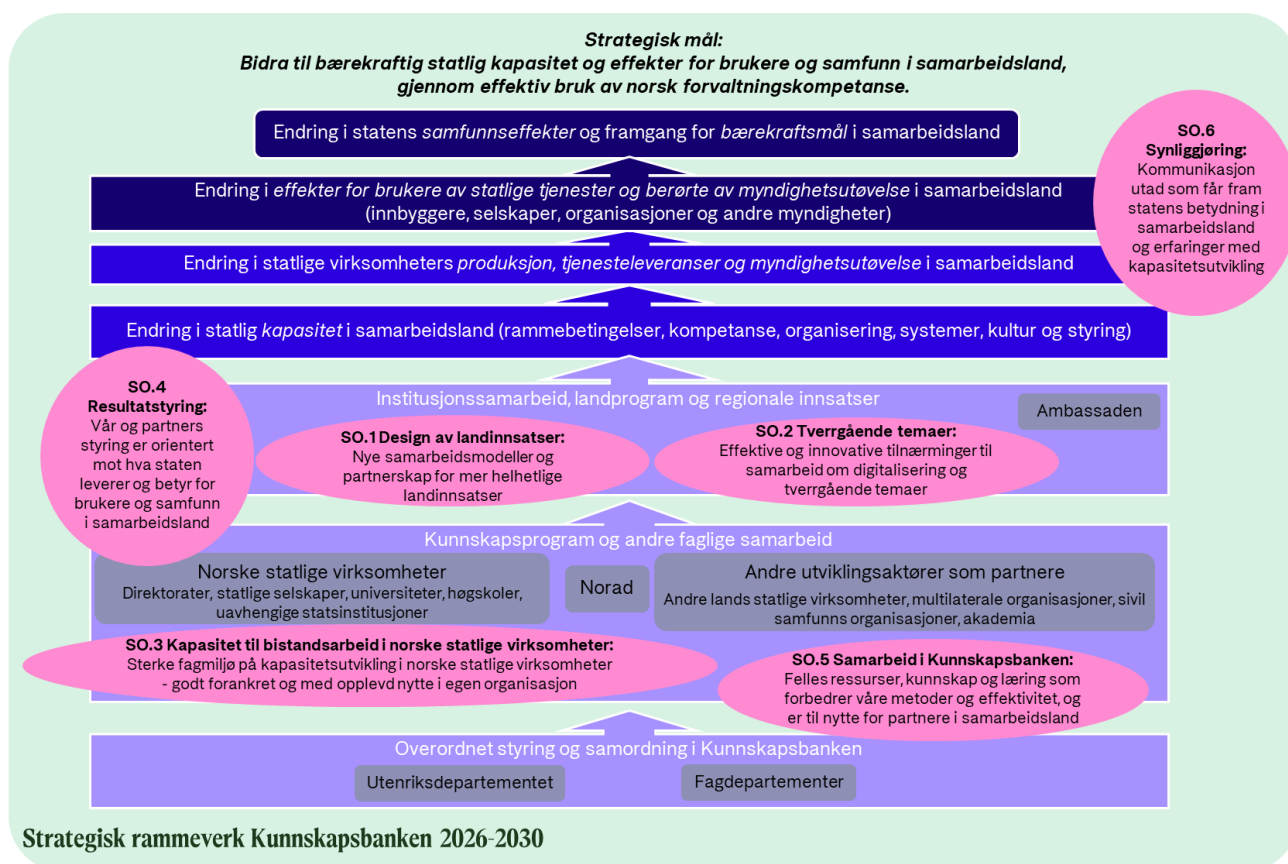 Strategisk mål:
Bidra til bærekraftig statlig kapasitet og effekter for brukere og samfunn i samarbeidsland,
gjennom effektiv bruk av norsk forvaltningskompetanse.
Endring i statens samfunnseffekter og framgang for bærekraftsmål i samarbeidsland
SO.6
Synliggjøring:
Kommunikasjon
utad som får fram
statens betydning i
samarbeidsland
og erfaringer med
kapasitetsutvikling
Endring i effekter for brukere av statlige tjenester og berørte av myndighetsutøvelse i samarbeidsland
(innbyggere, selskaper, organisasjoner og andre myndigheter)
Endring i statlige virksomheters produksjon, tjenesteleveranser og myndighetsutøvelse i samarbeidsland
Endring i statlig kapasitet i samarbeidsland (rammebetingelser, kompetanse, organisering, systemer, kultur og styring)
SO.4
Resultatstyring:
Vår og partners
styring er orientert
mot hva staten
leverer og betyr for
brukere og samfunn
i samarbeidsland
Institusjonssamarbeid, landprogram og regionale innsatser
Ambassaden
SO.1 Design av landinnsatser:
Nye samarbeidsmodeller og
partnerskap for mer helhetlige
landinnsatser
SO.2 Tverrgående temaer:
Effektive og innovative tilnærminger til
samarbeid om digitalisering og
tverrgående temaer
Kunnskapsprogram og andre faglige samarbeid
Norske statlige virksomheter
Direktorater, statlige selskaper, universiteter, høgskoler,
uavhengige statsinstitusjoner
Norad
Andre utviklingsaktører som partnere
Andre lands statlige virksomheter, multilaterale organisasjoner, sivil
samfunns organisasjoner, akademia
SO.3 Kapasitet til bistandsarbeid i norske statlige virksomheter:
Sterke fagmiljø på kapasitetsutvikling i norske statlige virksomheter
- godt forankret og med opplevd nytte i egen organisasjon
SO.5 Samarbeid i Kunnskapsbanken:
Felles ressurser, kunnskap og læring som
forbedrer våre metoder og effektivitet, og
er til nytte for partnere i samarbeidsland
Overordnet styring og samordning i Kunnskapsbanken
Utenriksdepartementet
Fagdepartementer
Strategisk rammeverk Kunnskapsbanken 2026-2030